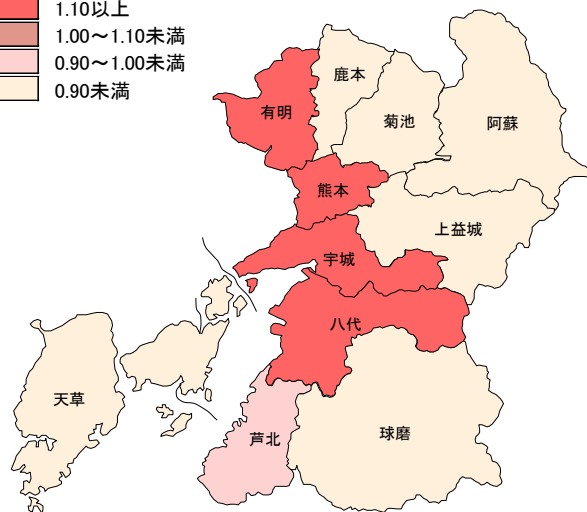 1.10以上
1.00～1.10未満
0.90～1.00未満
0.90未満
鹿本
有明
菊池
阿蘇
熊本
上益城
宇城
八代
天草
芦北
球磨